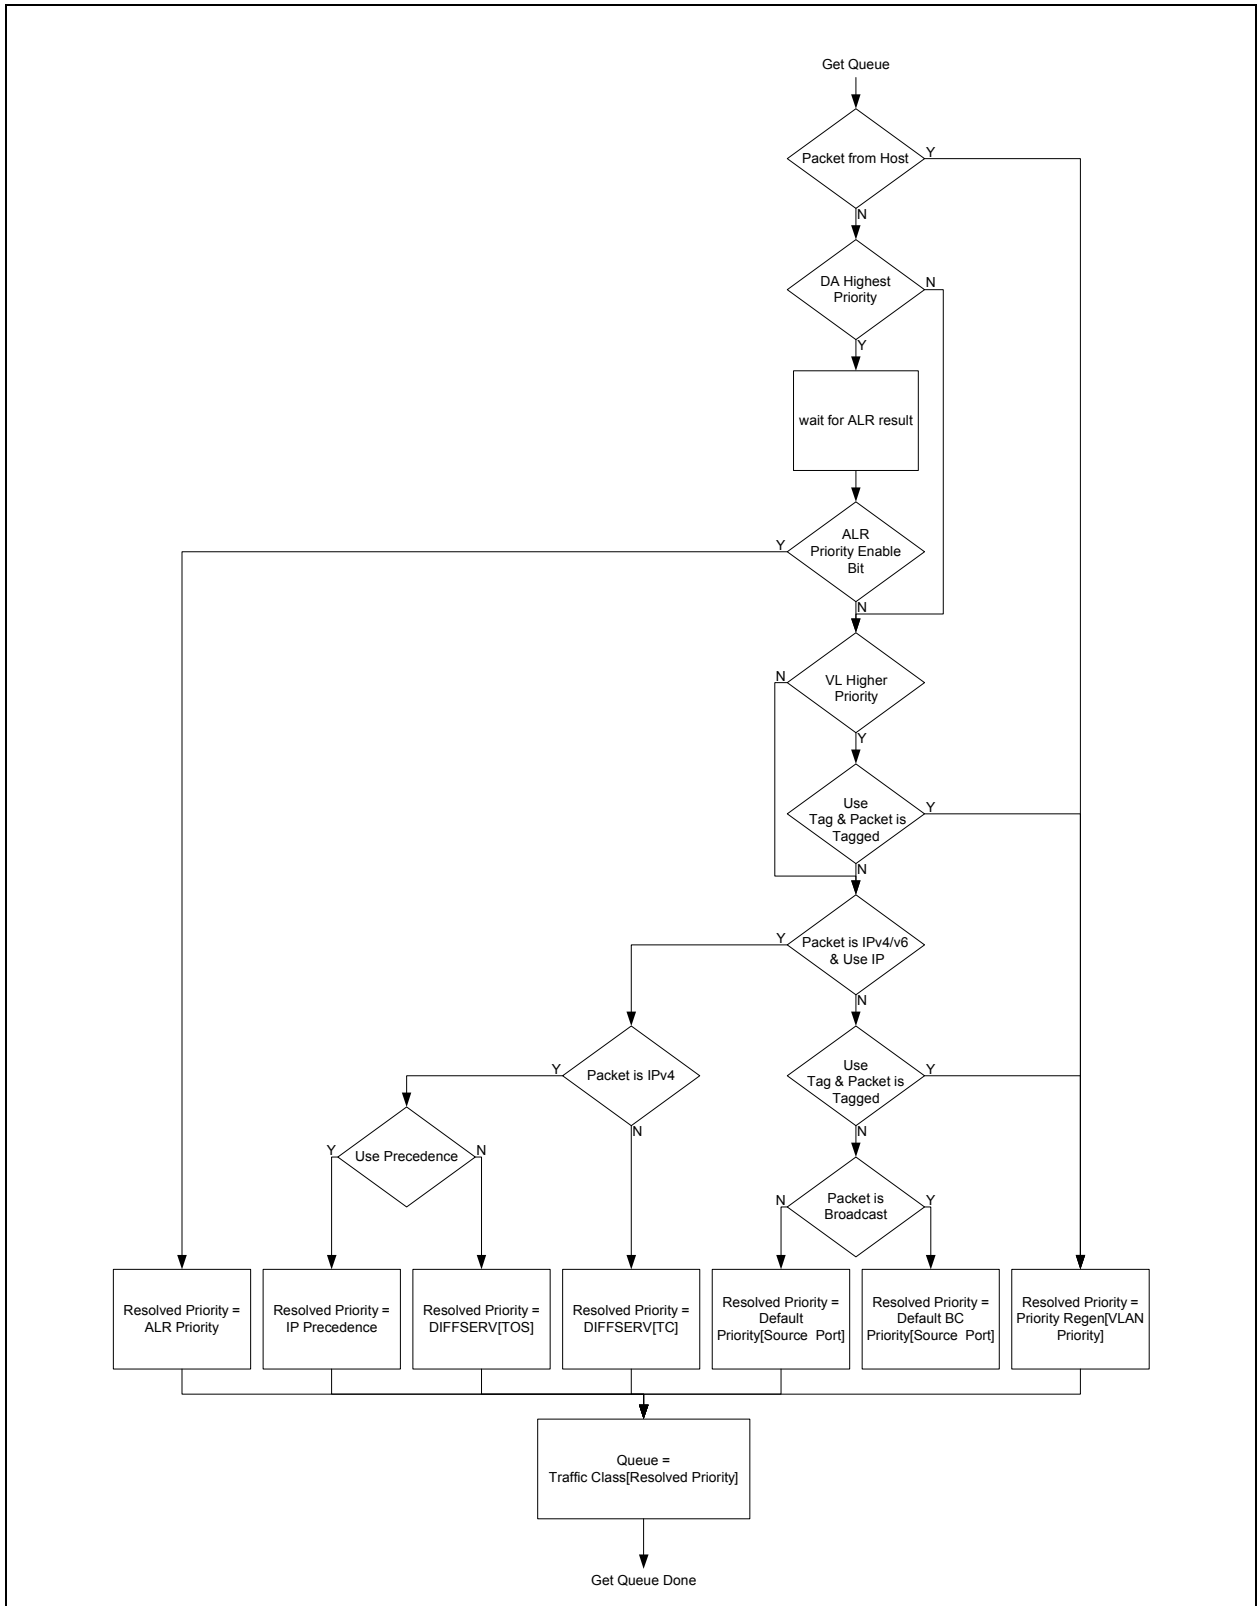 Get Queue
Packet from Host
Y
N
DA Highest
Priority
N
Y
wait for ALR result
ALR
Priority Enable
Bit
Y
N
VL Higher
Priority
N
Y
Use
Tag & Packet is
Tagged
Y
N
Packet is IPv4/v6
& Use IP
Y
N
Packet is IPv4
Y
N
Use
Tag & Packet is
Tagged
Y
N
Use Precedence
Y
N
Packet is
Broadcast
N
Y
Resolved Priority =
ALR Priority
Resolved Priority =
IP Precedence
Resolved Priority =
DIFFSERV[TOS]
Resolved Priority =
DIFFSERV[TC]
Resolved Priority =
Default
Priority[Source Port]
Resolved Priority =
Default BC
Priority[Source Port]
Resolved Priority =
Priority Regen[VLAN
Priority]
Queue =
Traffic Class[Resolved Priority]
Get Queue Done